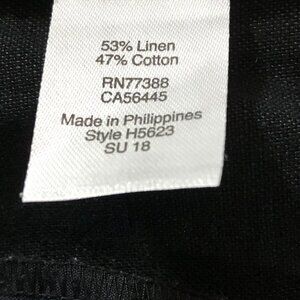 53% Linen
47% Cotton
RN77388
CA56445
Made in Philippines
Style H5623
SU 18